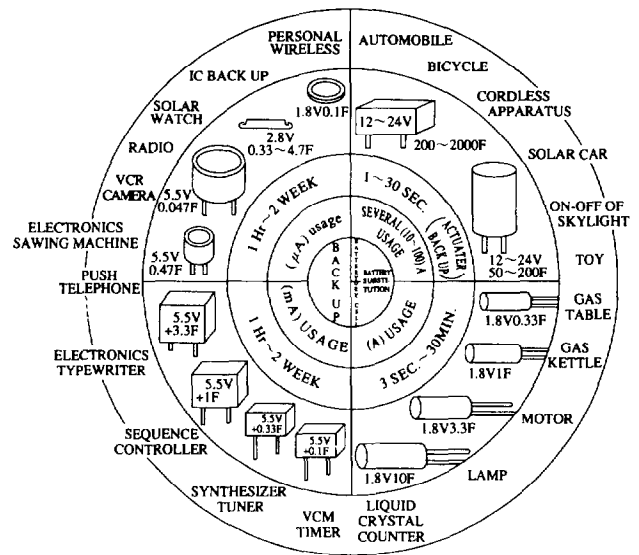 PERSONAL
WIRELESS
AUTOMOBILE
BICYCLE
CORDLESS
APPARATUS
SOLAR CAR
ON-OFF OF
SKYLIGHT
TOY
GAS
TABLE
GAS
KETTLE
MOTOR
LAMP
LIQUID
CRYSTAL
COUNTER
VCM
TIMER
SYNTHESIZER
TUNER
SEQUENCE
CONTROLLER
ELECTRONICS
TYPEWRITER
PUSH
TELEPHONE
ELECTRONICS
SAWING MACHINE
VCR
CAMERA
RADIO
SOLAR
WATCH
IC BACK UP
1.8V0.1F
2.8V
0.33~4.7F
5.5V
0.047F
5.5V
0.47F
12~24V
200~2000F
12~24V
50~200F
1.8V0.33F
1.8V1F
1.8V3.3F
1.8V10F
5.5V
+3.3F
5.5V
+1F
5.5V
+0.33F
5.5V
+0.1F
1 Hr~2 WEEK
1~30 SEC.
(ACTUATER
BACK UP)
3 SEC.~30MIN.
1 Hr~2 WEEK
(μA) usage
SEVERAL (10~100)A
USAGE
(A) USAGE
(mA) USAGE
BACK UP
BATTERY
SUBSTI-
TUTION